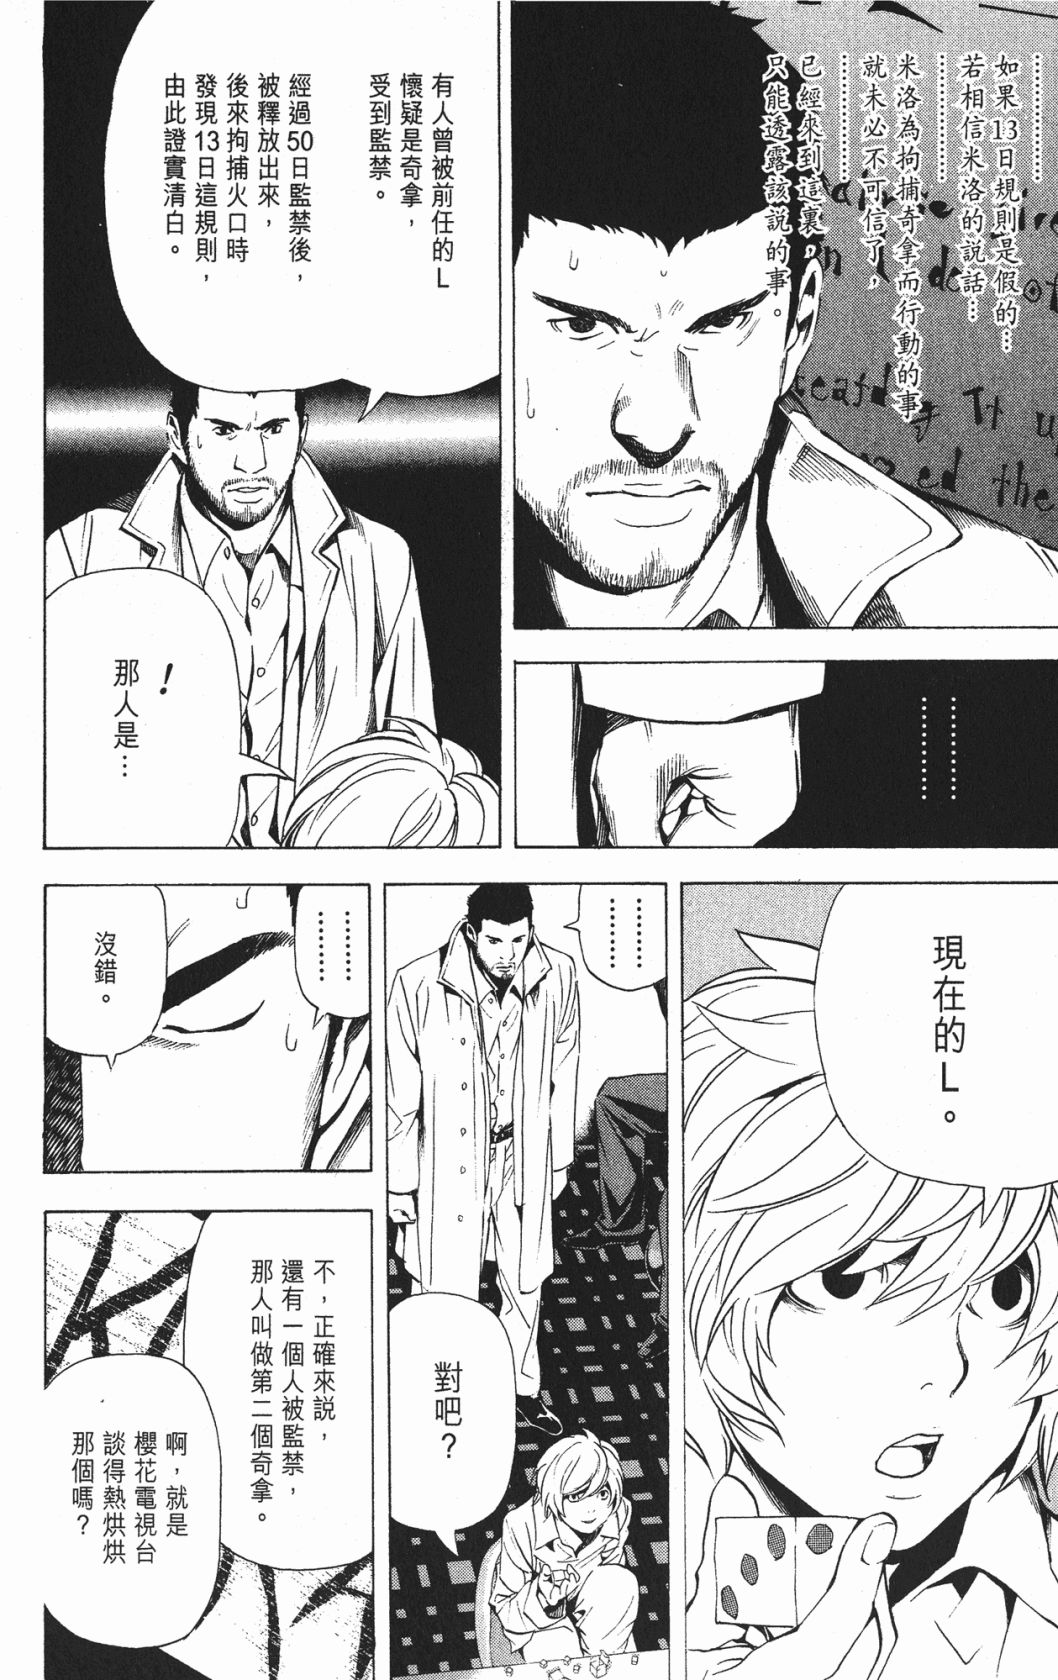 ………
如果13日規則是假的…
若相信米洛的說話…
………
米洛為拘捕奇拿而行動的事
就未必不可信了，
………
已經來到這裏，
只能透露該說的事。
有人曾被前任的L
懷疑是奇拿，
受到監禁。
經過50日監禁後，
被釋放出來，
後來拘捕火口時
發現13日這規則，
由此證實清白。
………
………
！
那人是…
現在的L。
………
………
對吧？
………
………
沒錯。
不，正確來說，
還有一個人被監禁，
那人叫做第二個奇拿。
啊，就是
櫻花電視台
談得熱烘烘
那個嗎？